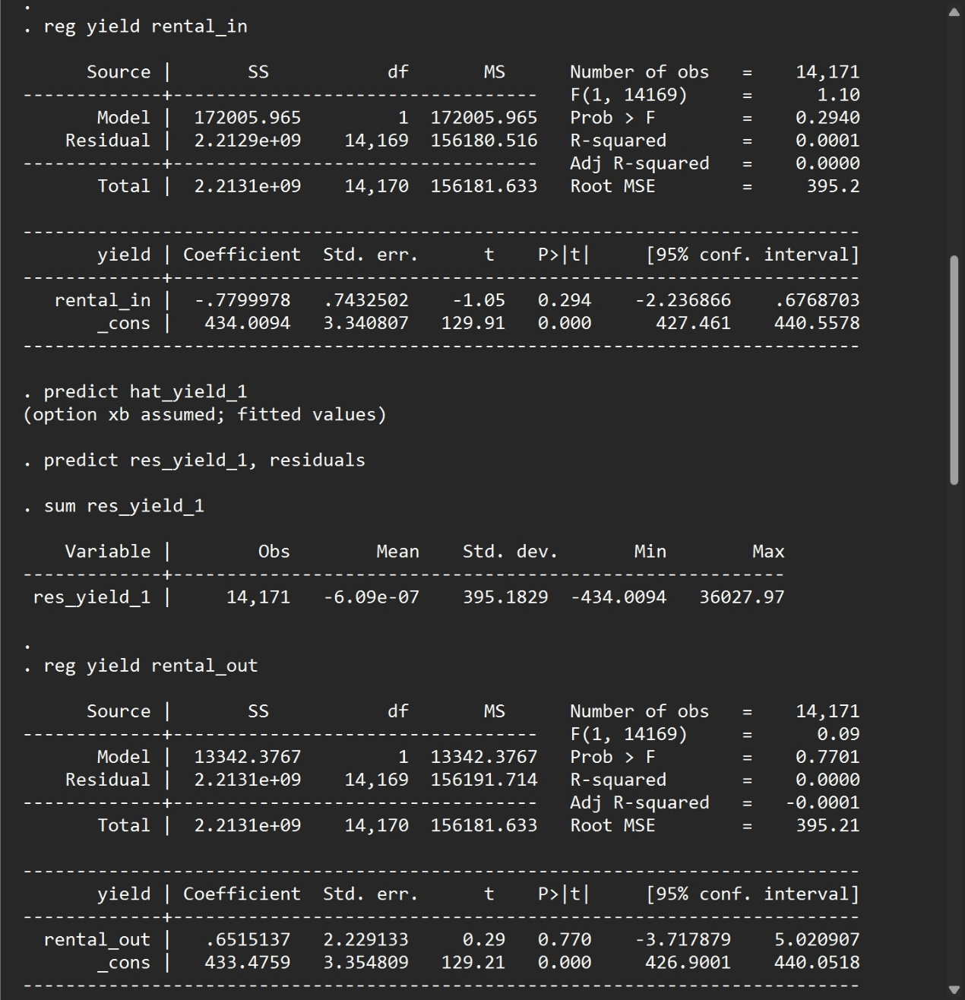 .
. reg yield rental_in
Source | SS df MS Number of obs = 14,171
-------------+---------------------------------- F(1, 14169) = 1.10
Model | 172005.965 1 172005.965 Prob > F = 0.2940
Residual | 2.2129e+09 14,169 156180.516 R-squared = 0.0001
-------------+---------------------------------- Adj R-squared = 0.0000
Total | 2.2131e+09 14,170 156181.633 Root MSE = 395.2
------------------------------------------------------------------------------
yield | Coefficient Std. err. t P>|t| [95% conf. interval]
-------------+----------------------------------------------------------------
rental_in | -.7799978 .7432502 -1.05 0.294 -2.236866 .6768703
_cons | 434.0094 3.340807 129.91 0.000 427.461 440.5578
------------------------------------------------------------------------------
. predict hat_yield_1
(option xb assumed; fitted values)
. predict res_yield_1, residuals
. sum res_yield_1
Variable | Obs Mean Std. dev. Min Max
-------------+---------------------------------------------------------
res_yield_1 | 14,171 -6.09e-07 395.1829 -434.0094 36027.97
.
. reg yield rental_out
Source | SS df MS Number of obs = 14,171
-------------+---------------------------------- F(1, 14169) = 0.09
Model | 13342.3767 1 13342.3767 Prob > F = 0.7701
Residual | 2.2131e+09 14,169 156191.714 R-squared = 0.0000
-------------+---------------------------------- Adj R-squared = -0.0001
Total | 2.2131e+09 14,170 156181.633 Root MSE = 395.21
------------------------------------------------------------------------------
yield | Coefficient Std. err. t P>|t| [95% conf. interval]
-------------+----------------------------------------------------------------
rental_out | .6515137 2.229133 0.29 0.770 -3.717879 5.020907
_cons | 433.4759 3.354809 129.21 0.000 426.9001 440.0518
------------------------------------------------------------------------------